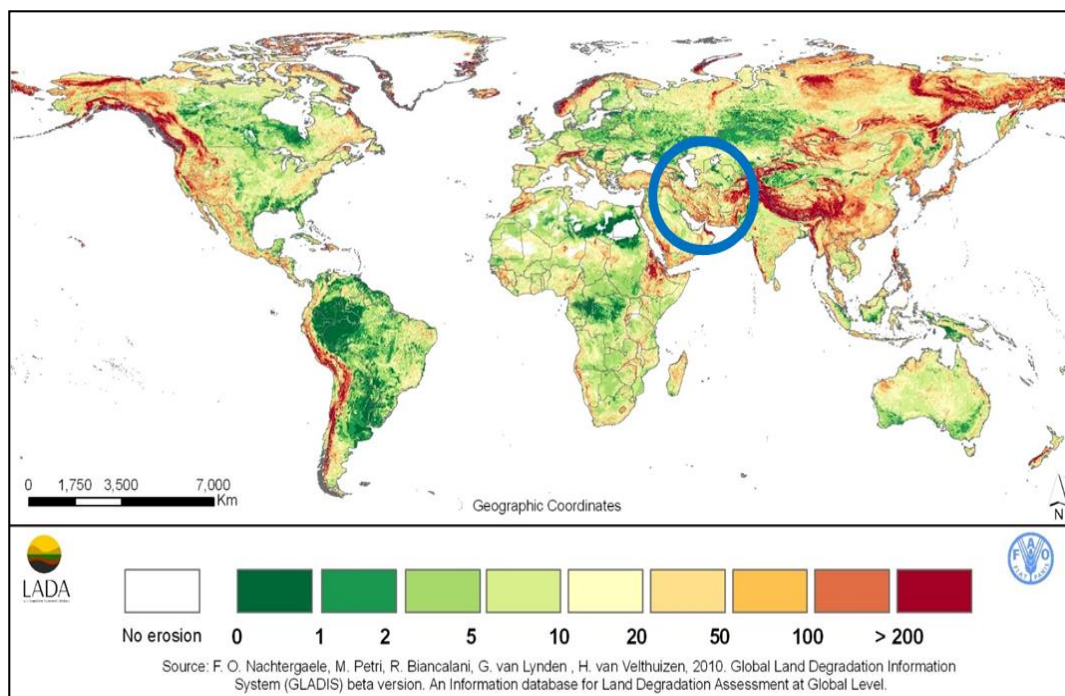 0 1,750 3,500 7,000
Km
Geographic Coordinates
N
LADA
F A O
FIAT PANIS
No erosion 0 1 2 5 10 20 50 100 > 200
Source: F. O. Nachtergaele, M. Petri, R. Biancalani, G. van Lynden , H. van Velthuizen, 2010. Global Land Degradation Information
System (GLADIS) beta version. An Information database for Land Degradation Assessment at Global Level.